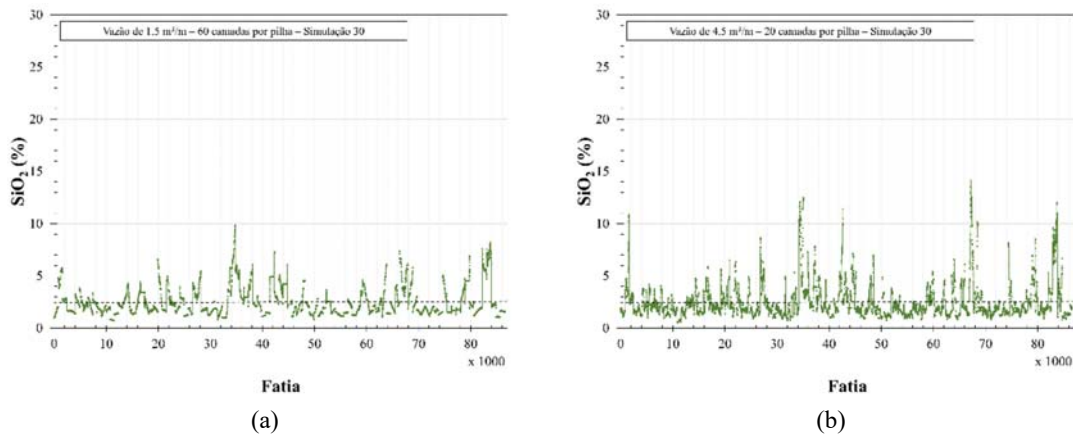 Vazão de 1.5 m³/m – 60 camadas por pilha – Simulação 30
30
25
20
15
10
5
0
SiO₂ (%)
0 10 20 30 40 50 60 70 80
x 1000
Fatia
(a)
Vazão de 4.5 m³/m – 20 camadas por pilha – Simulação 30
30
25
20
15
10
5
0
SiO₂ (%)
0 10 20 30 40 50 60 70 80
x 1000
Fatia
(b)